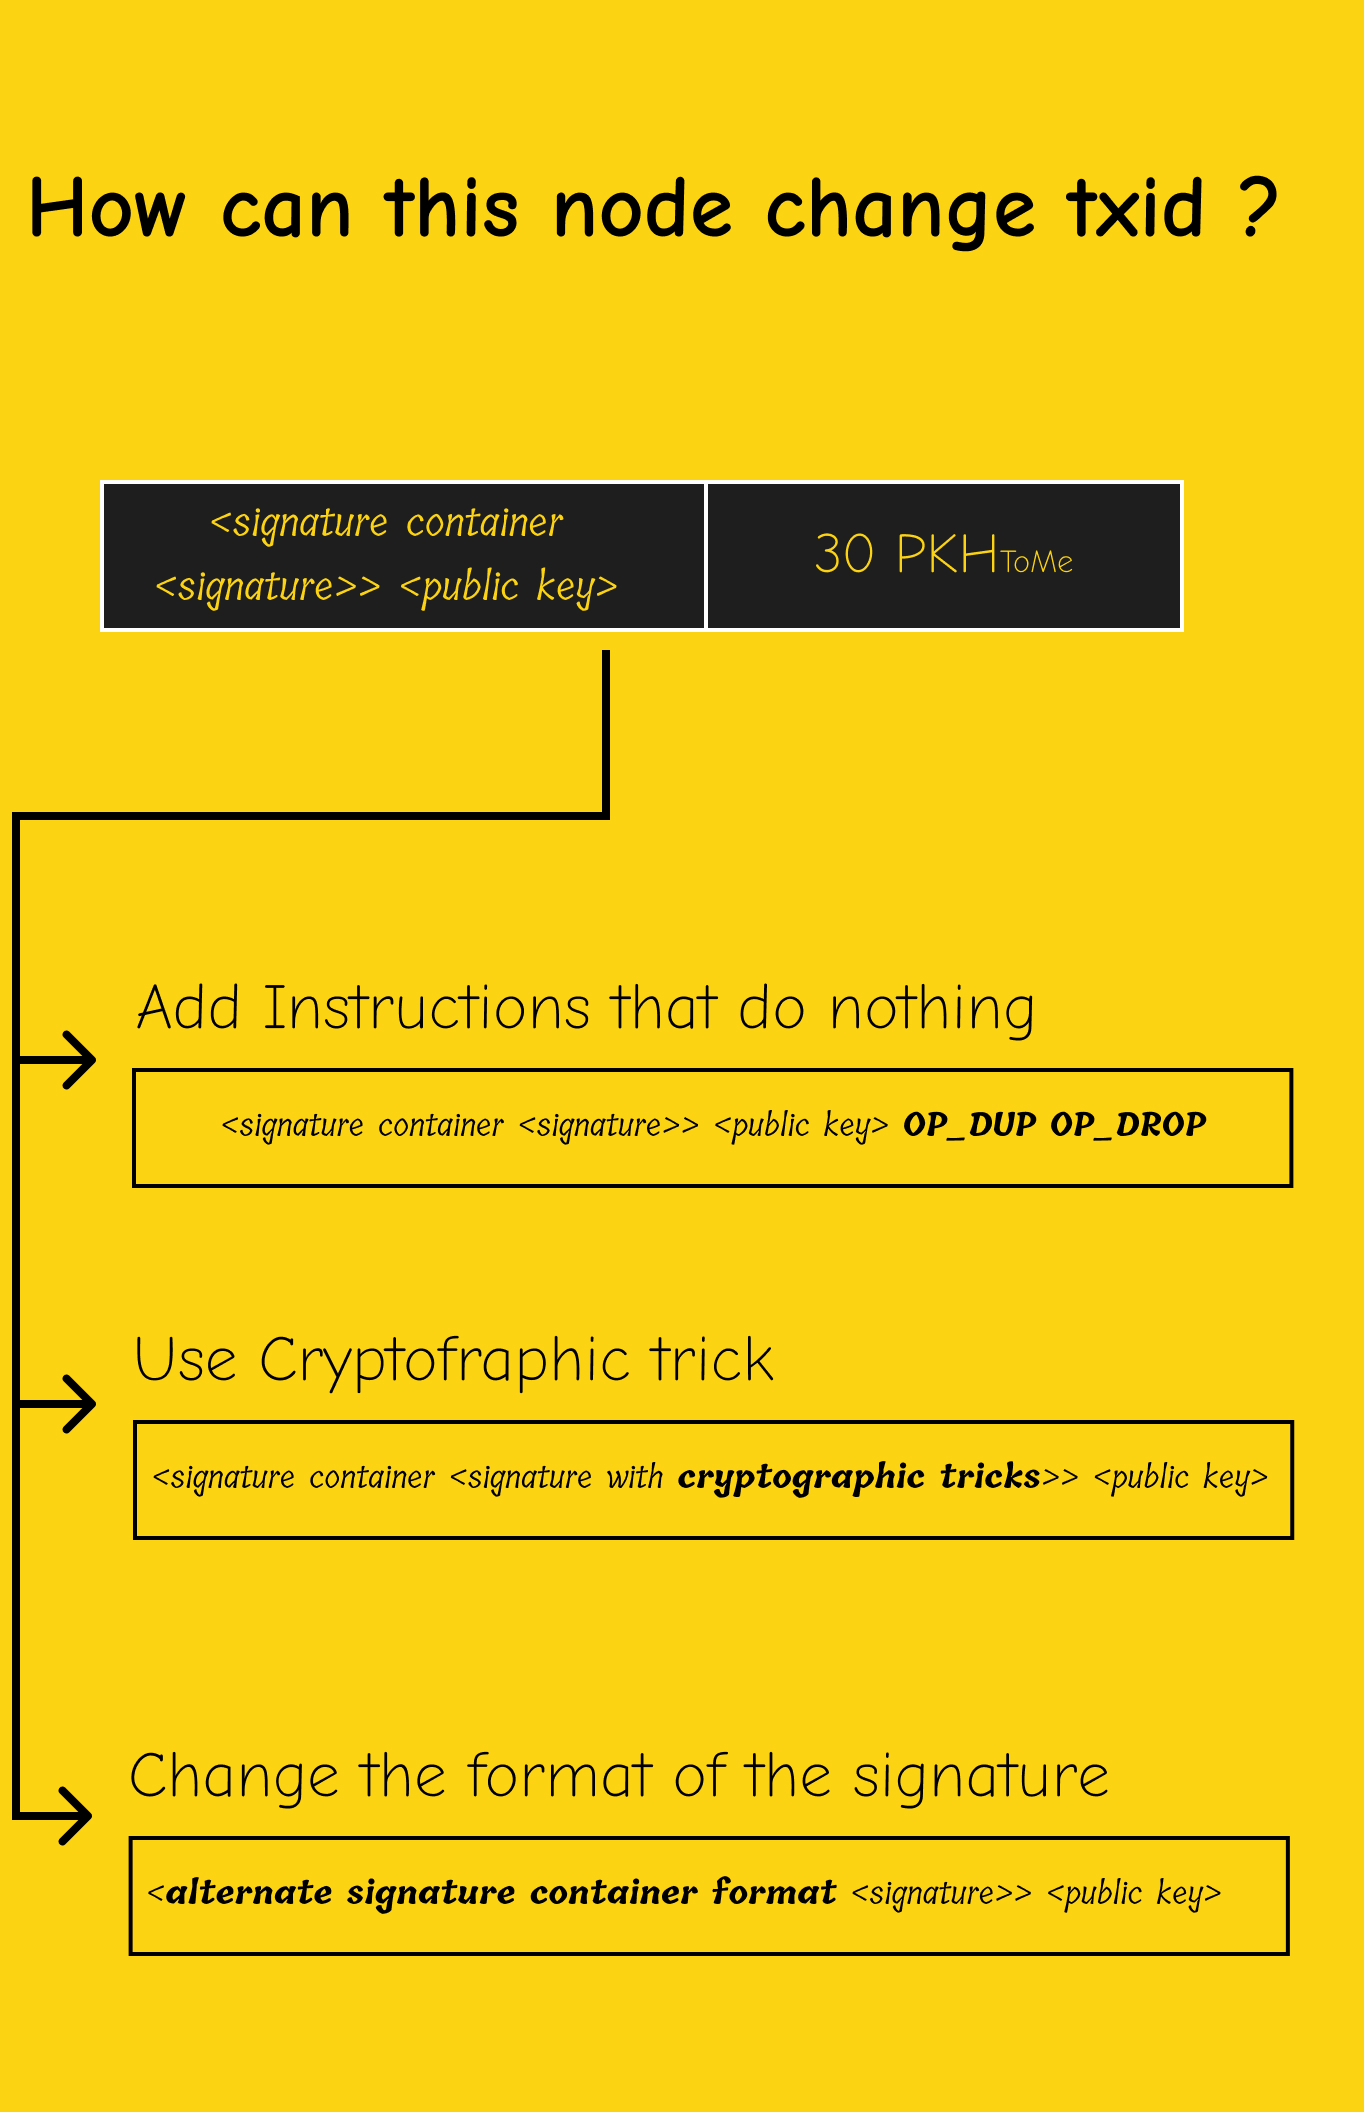 How can this node change txid ?
<signature container
<signature>> <public key>
30 PKHToMe
Add Instructions that do nothing
<signature container <signature>> <public key> OP_DUP OP_DROP
Use Cryptofraphic trick
<signature container <signature with cryptographic tricks>> <public key>
Change the format of the signature
<alternate signature container format <signature>> <public key>